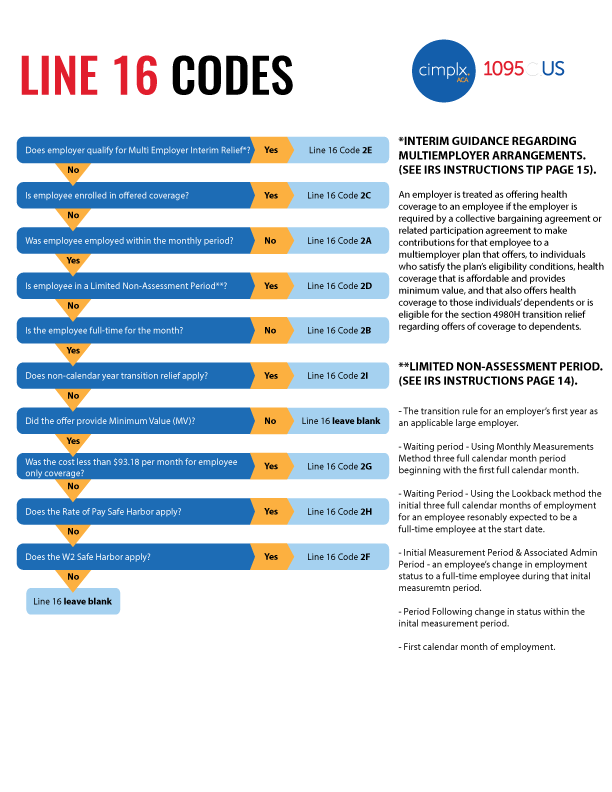 LINE 16 CODES
cimplx.
ACA
1095 C US
Does employer qualify for Multi Employer Interim Relief*?
Yes
Line 16 Code 2E
No
Is employee enrolled in offered coverage?
Yes
Line 16 Code 2C
No
Was employee employed within the monthly period?
No
Line 16 Code 2A
Yes
Is employee in a Limited Non-Assessment Period**?
Yes
Line 16 Code 2D
No
Is the employee full-time for the month?
No
Line 16 Code 2B
Yes
Does non-calendar year transition relief apply?
Yes
Line 16 Code 2I
No
Did the offer provide Minimum Value (MV)?
No
Line 16 leave blank
Yes
Was the cost less than $93.18 per month for employee
only coverage?
Yes
Line 16 Code 2G
No
Does the Rate of Pay Safe Harbor apply?
Yes
Line 16 Code 2H
No
Does the W2 Safe Harbor apply?
Yes
Line 16 Code 2F
No
Line 16 leave blank
*INTERIM GUIDANCE REGARDING
MULTIEMPLOYER ARRANGEMENTS.
(SEE IRS INSTRUCTIONS TIP PAGE 15).
An employer is treated as offering health
coverage to an employee if the employer is
required by a collective bargaining agreement or
related participation agreement to make
contributions for that employee to a
multiemployer plan that offers, to individuals
who satisfy the plan's eligibility conditions, health
coverage that is affordable and provides
minimum value, and that also offers health
coverage to those individuals' dependents or is
eligible for the section 4980H transition relief
regarding offers of coverage to dependents.
**LIMITED NON-ASSESSMENT PERIOD.
(SEE IRS INSTRUCTIONS PAGE 14).
- The transition rule for an employer's first year as
an applicable large employer.
- Waiting period - Using Monthly Measurements
Method three full calendar month period
beginning with the first full calendar month.
- Waiting Period - Using the Lookback method the
initial three full calendar months of employment
for an employee resonably expected to be a
full-time employee at the start date.
- Initial Measurement Period & Associated Admin
Period - an employee's change in employment
status to a full-time employee during that inital
measuremtn period.
- Period Following change in status within the
inital measurement period.
- First calendar month of employment.